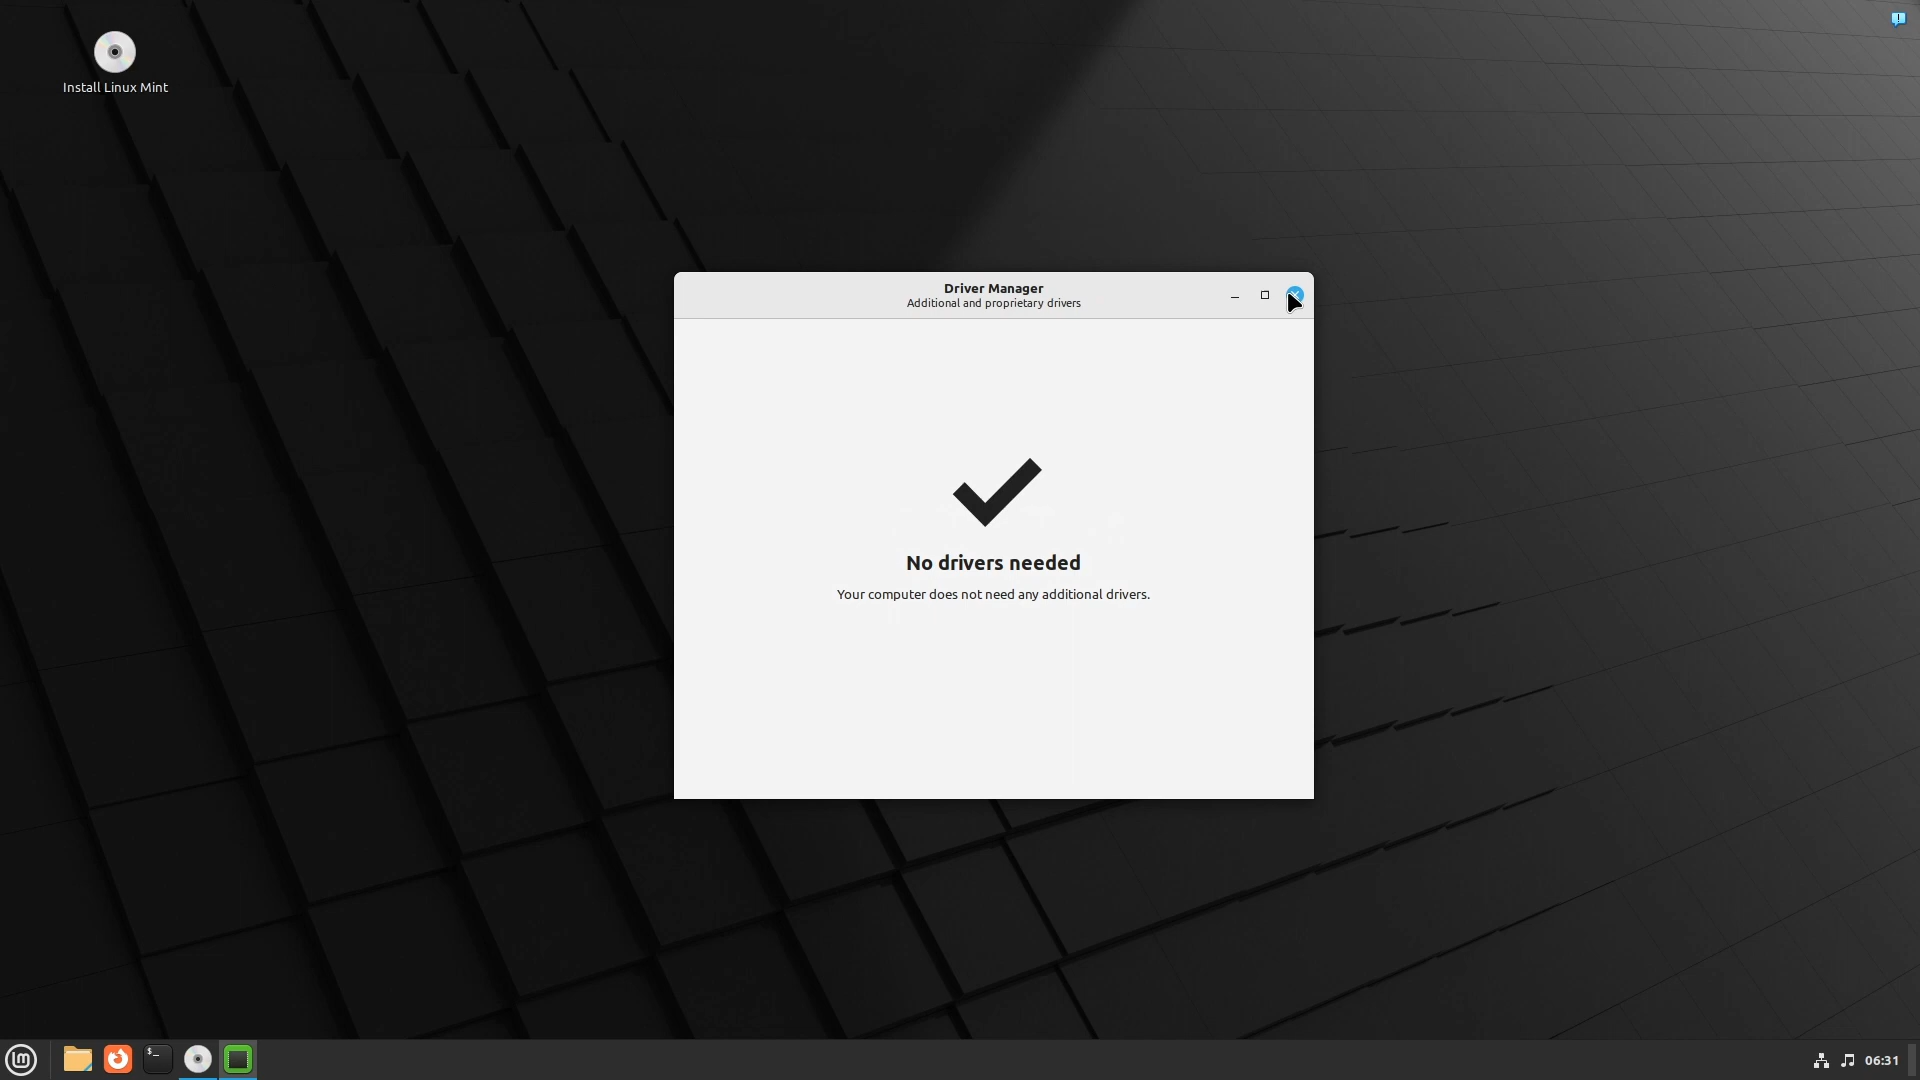 Install Linux Mint
Driver Manager
Additional and proprietary drivers
No drivers needed
Your computer does not need any additional drivers.
$_
lm
06:31